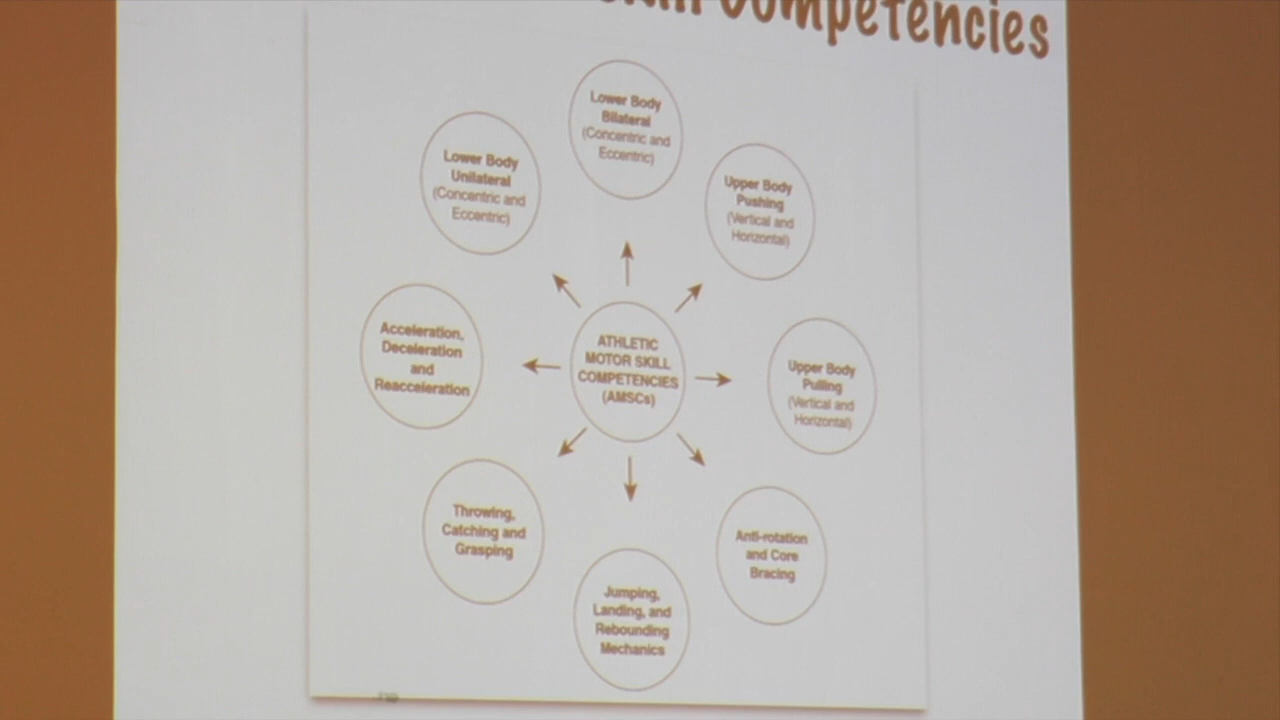 Competencies
Lower Body
Bilateral
(Concentric and
Eccentric)
Lower Body
Unilateral
(Concentric and
Eccentric)
Upper Body
Pushing
(Vertical and
Horizontal)
Acceleration,
Deceleration
and
Reacceleration
ATHLETIC
MOTOR SKILL
COMPETENCIES
(AMSCs)
Upper Body
Pulling
(Vertical and
Horizontal)
Throwing,
Catching and
Grasping
Anti-rotation
and Core
Bracing
Jumping,
Landing, and
Rebounding
Mechanics